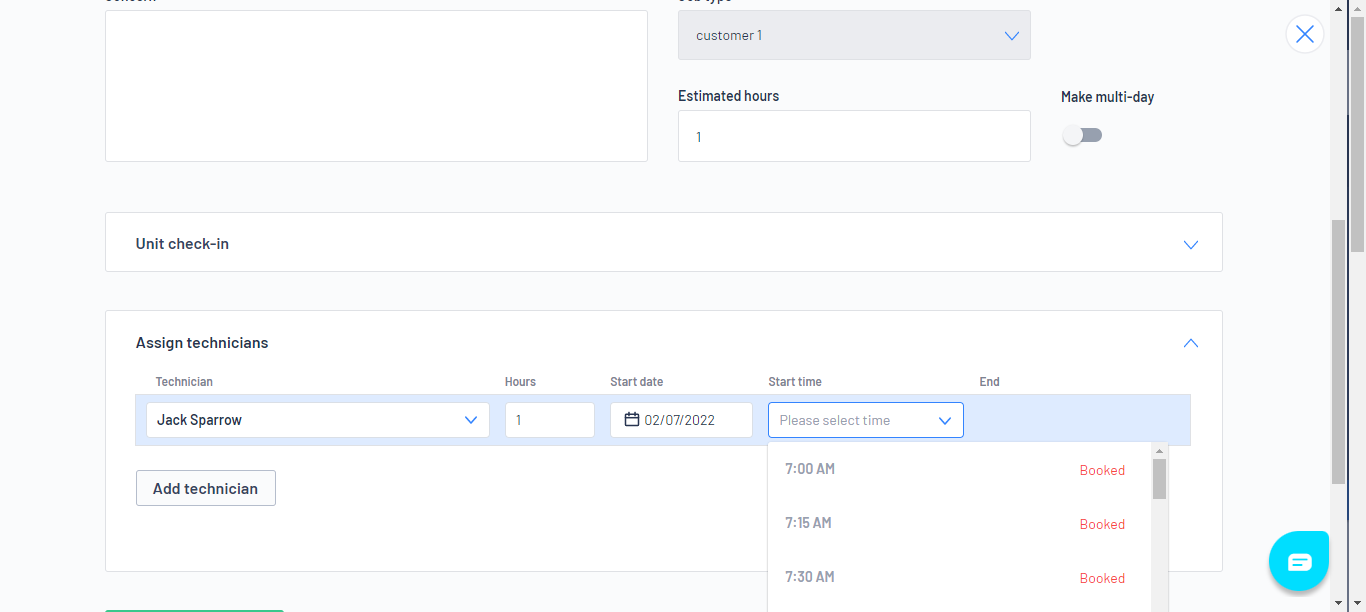 customer 1
Estimated hours
Make multi-day
1
Unit check-in
Assign technicians
Technician
Hours
Start date
Start time
End
Jack Sparrow
1
02/07/2022
Please select time
7:00 AM
Booked
Add technician
7:15 AM
Booked
7:30 AM
Booked